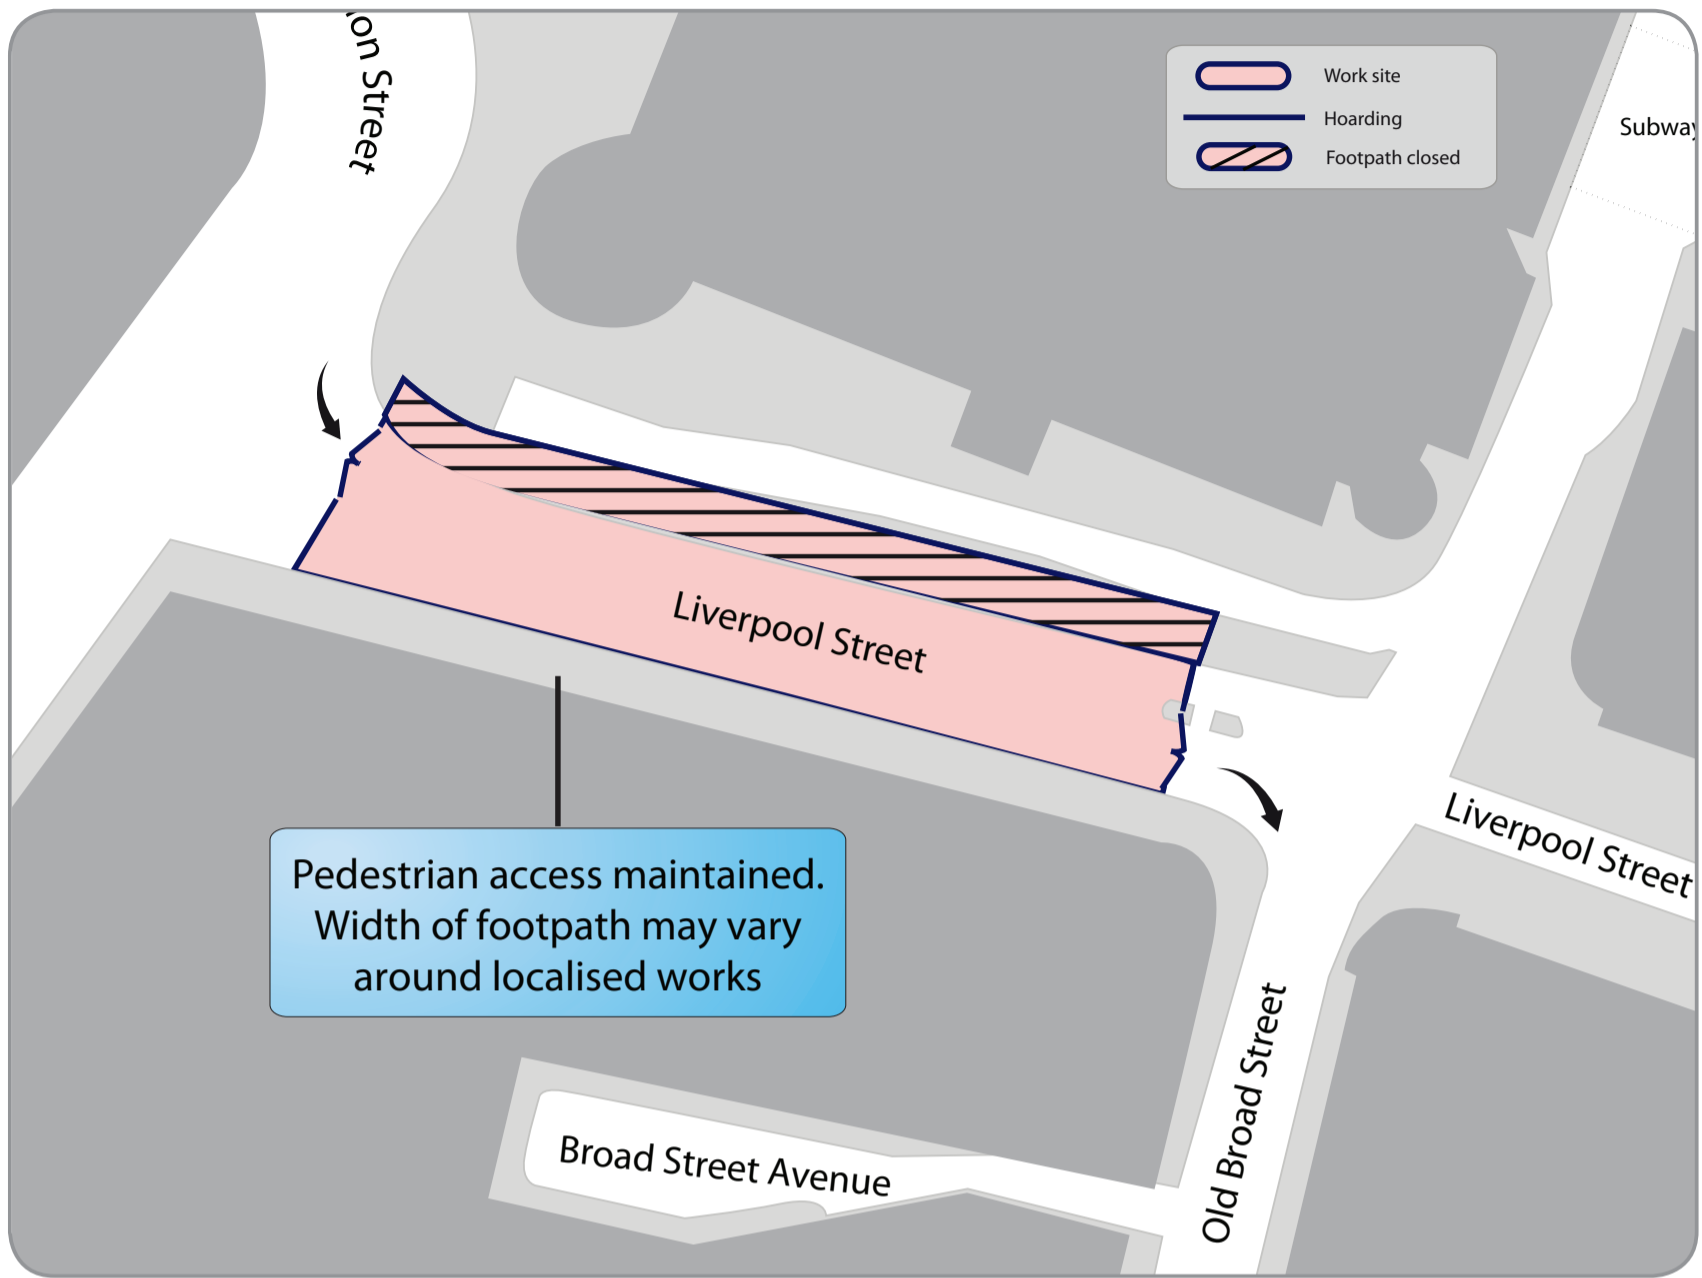 on Street
Work site
Hoarding
Footpath closed
Liverpool Street
Liverpool Street
Pedestrian access maintained.
Width of footpath may vary
around localised works
Old Broad Street
Broad Street Avenue